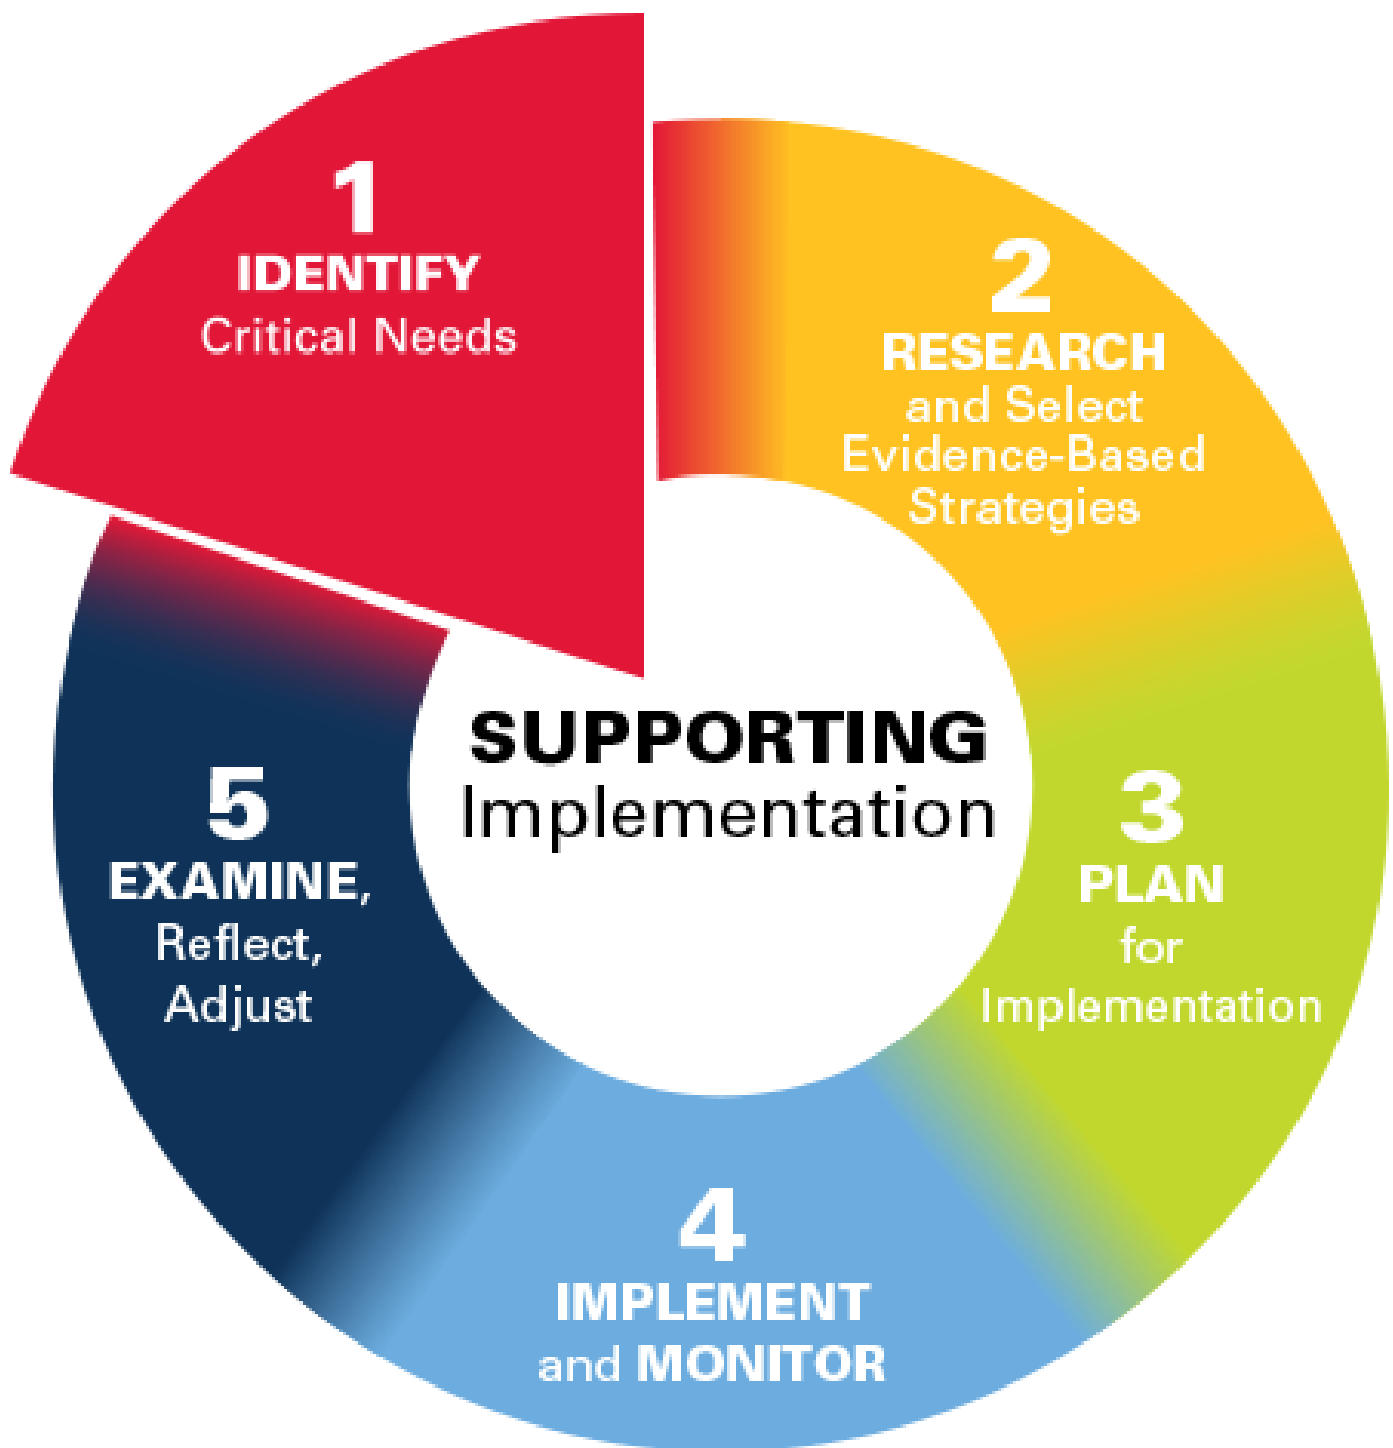 1
IDENTIFY
Critical Needs
2
RESEARCH
and Select
Evidence-Based
Strategies
3
PLAN
for
Implementation
4
IMPLEMENT
and MONITOR
5
EXAMINE,
Reflect,
Adjust
SUPPORTING
Implementation